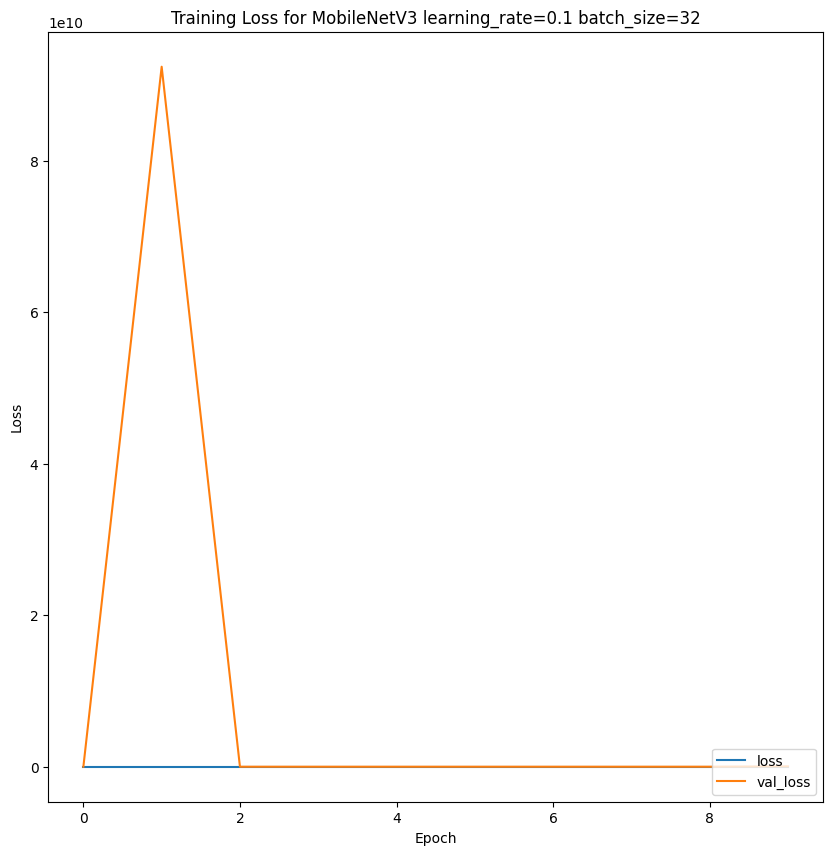 Training Loss for MobileNetV3 learning_rate=0.1 batch_size=32
1e10
8
6
4
2
0
Loss
0 2 4 6 8
Epoch
loss
val_loss